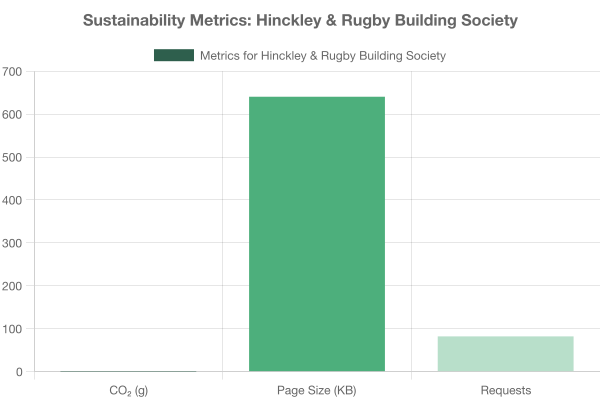 Sustainability Metrics: Hinckley & Rugby Building Society
Metrics for Hinckley & Rugby Building Society
700
600
500
400
300
200
100
0
CO₂ (g)
Page Size (KB)
Requests